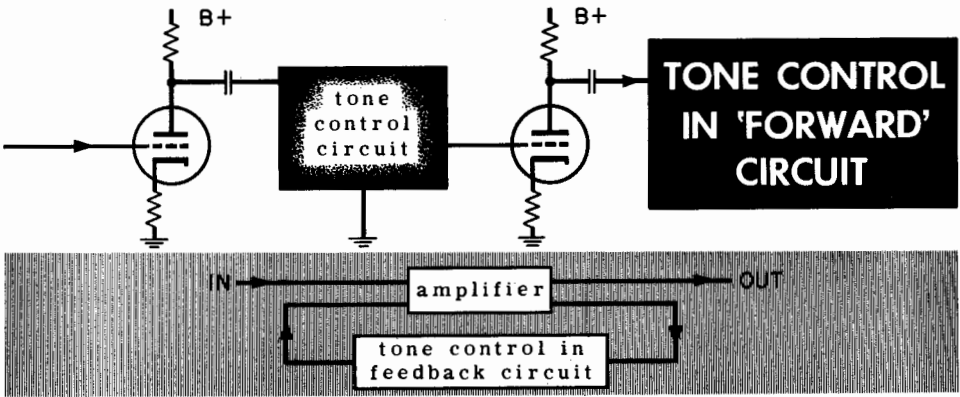 B+
B+
tone
control
circuit
TONE CONTROL
IN ‘FORWARD’
CIRCUIT
IN
amplifier
OUT
tone control in
feedback circuit